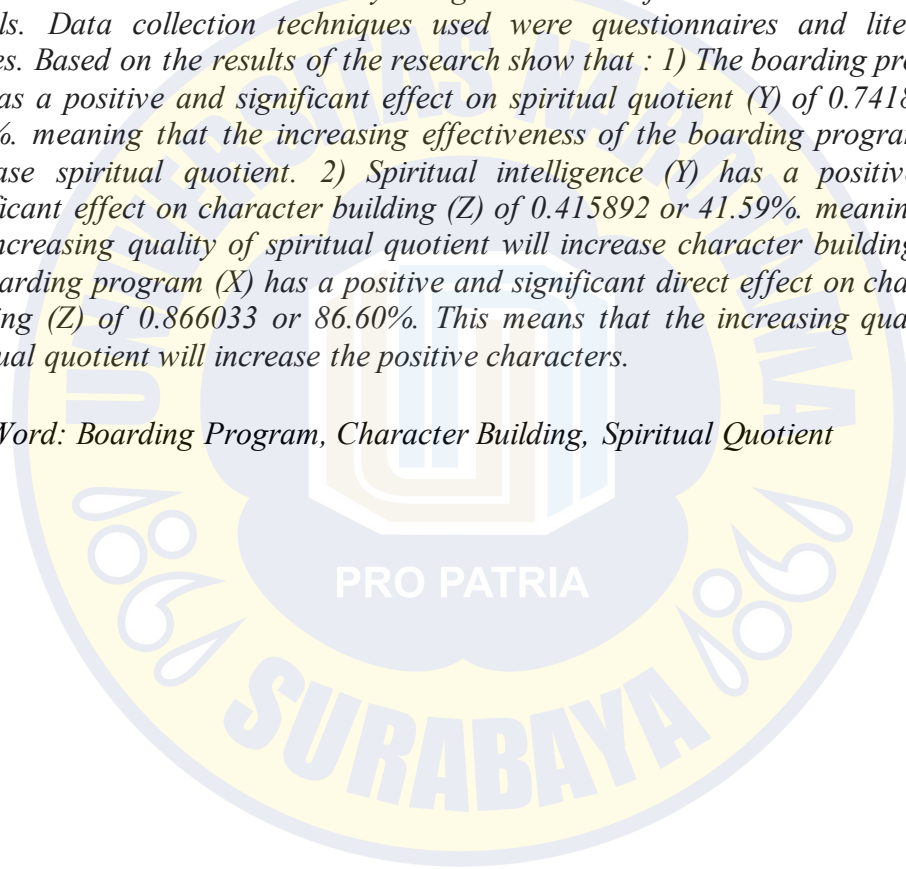 ls. Data collection techniques used were questionnaires and lite
es. Based on the results of the research show that : 1) The boarding pro
as a positive and significant effect on spiritual quotient (Y) of 0.7418
%. meaning that the increasing effectiveness of the boarding program
ase spiritual quotient. 2) Spiritual intelligence (Y) has a positive
ficant effect on character building (Z) of 0.415892 or 41.59%. meanin
ncreasing quality of spiritual quotient will increase character building
arding program (X) has a positive and significant direct effect on cha
ing (Z) of 0.866033 or 86.60%. This means that the increasing qua
ual quotient will increase the positive characters.
Word: Boarding Program, Character Building, Spiritual Quotient
UNIVERSITAS NAROTAMA
PRO PATRIA
SURABAYA